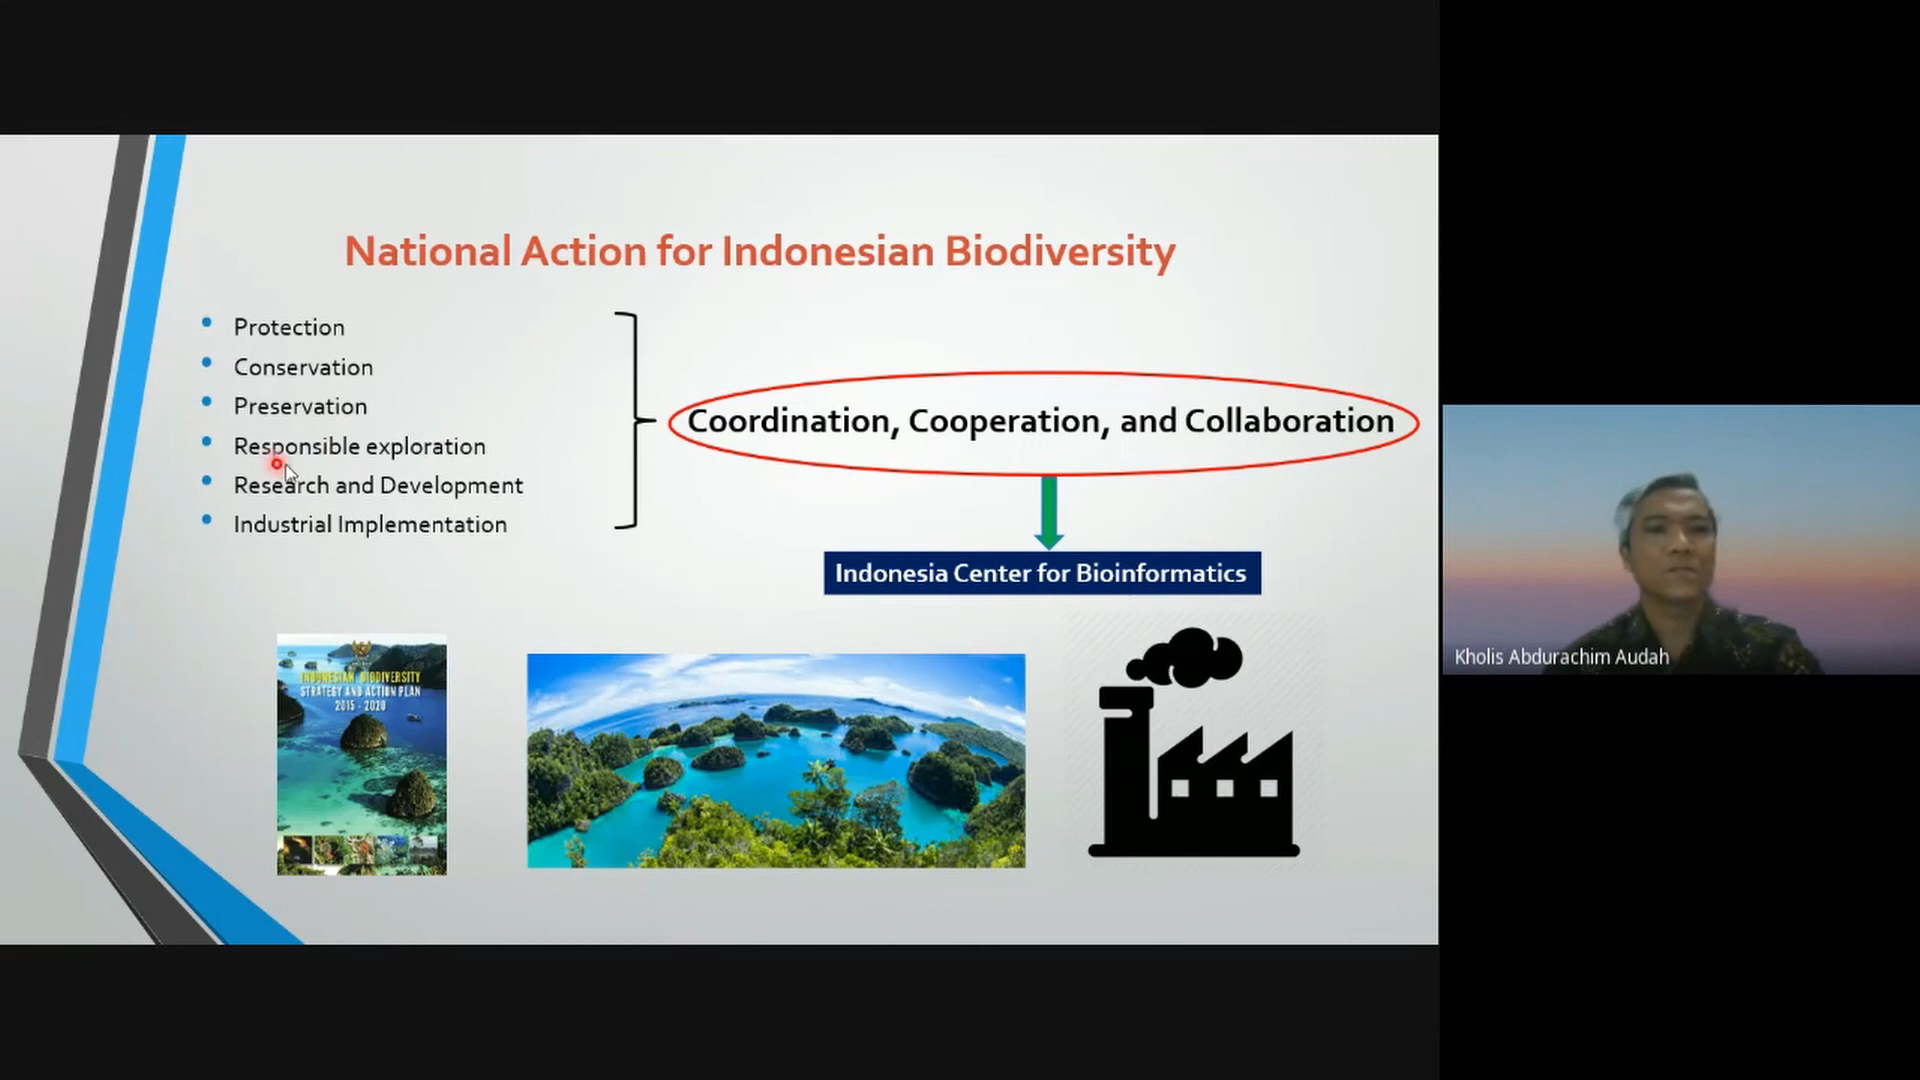 National Action for Indonesian Biodiversity
Protection
Conservation
Preservation
Responsible exploration
Research and Development
Industrial Implementation
Coordination, Cooperation, and Collaboration
Indonesia Center for Bioinformatics
INDONESIAN BIODIVERSITY
STRATEGY AND ACTION PLAN
2015 - 2020
Kholis Abdurachim Audah